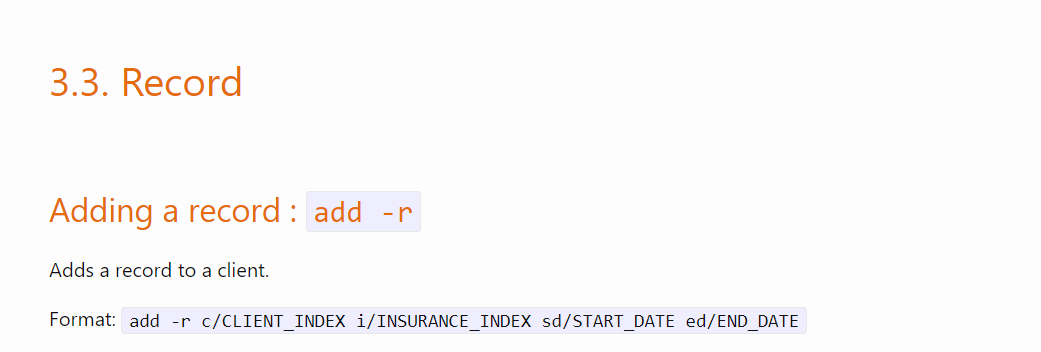 3.3. Record
Adding a record : add -r
Adds a record to a client.
Format: add -r c/CLIENT_INDEX i/INSURANCE_INDEX sd/START_DATE ed/END_DATE